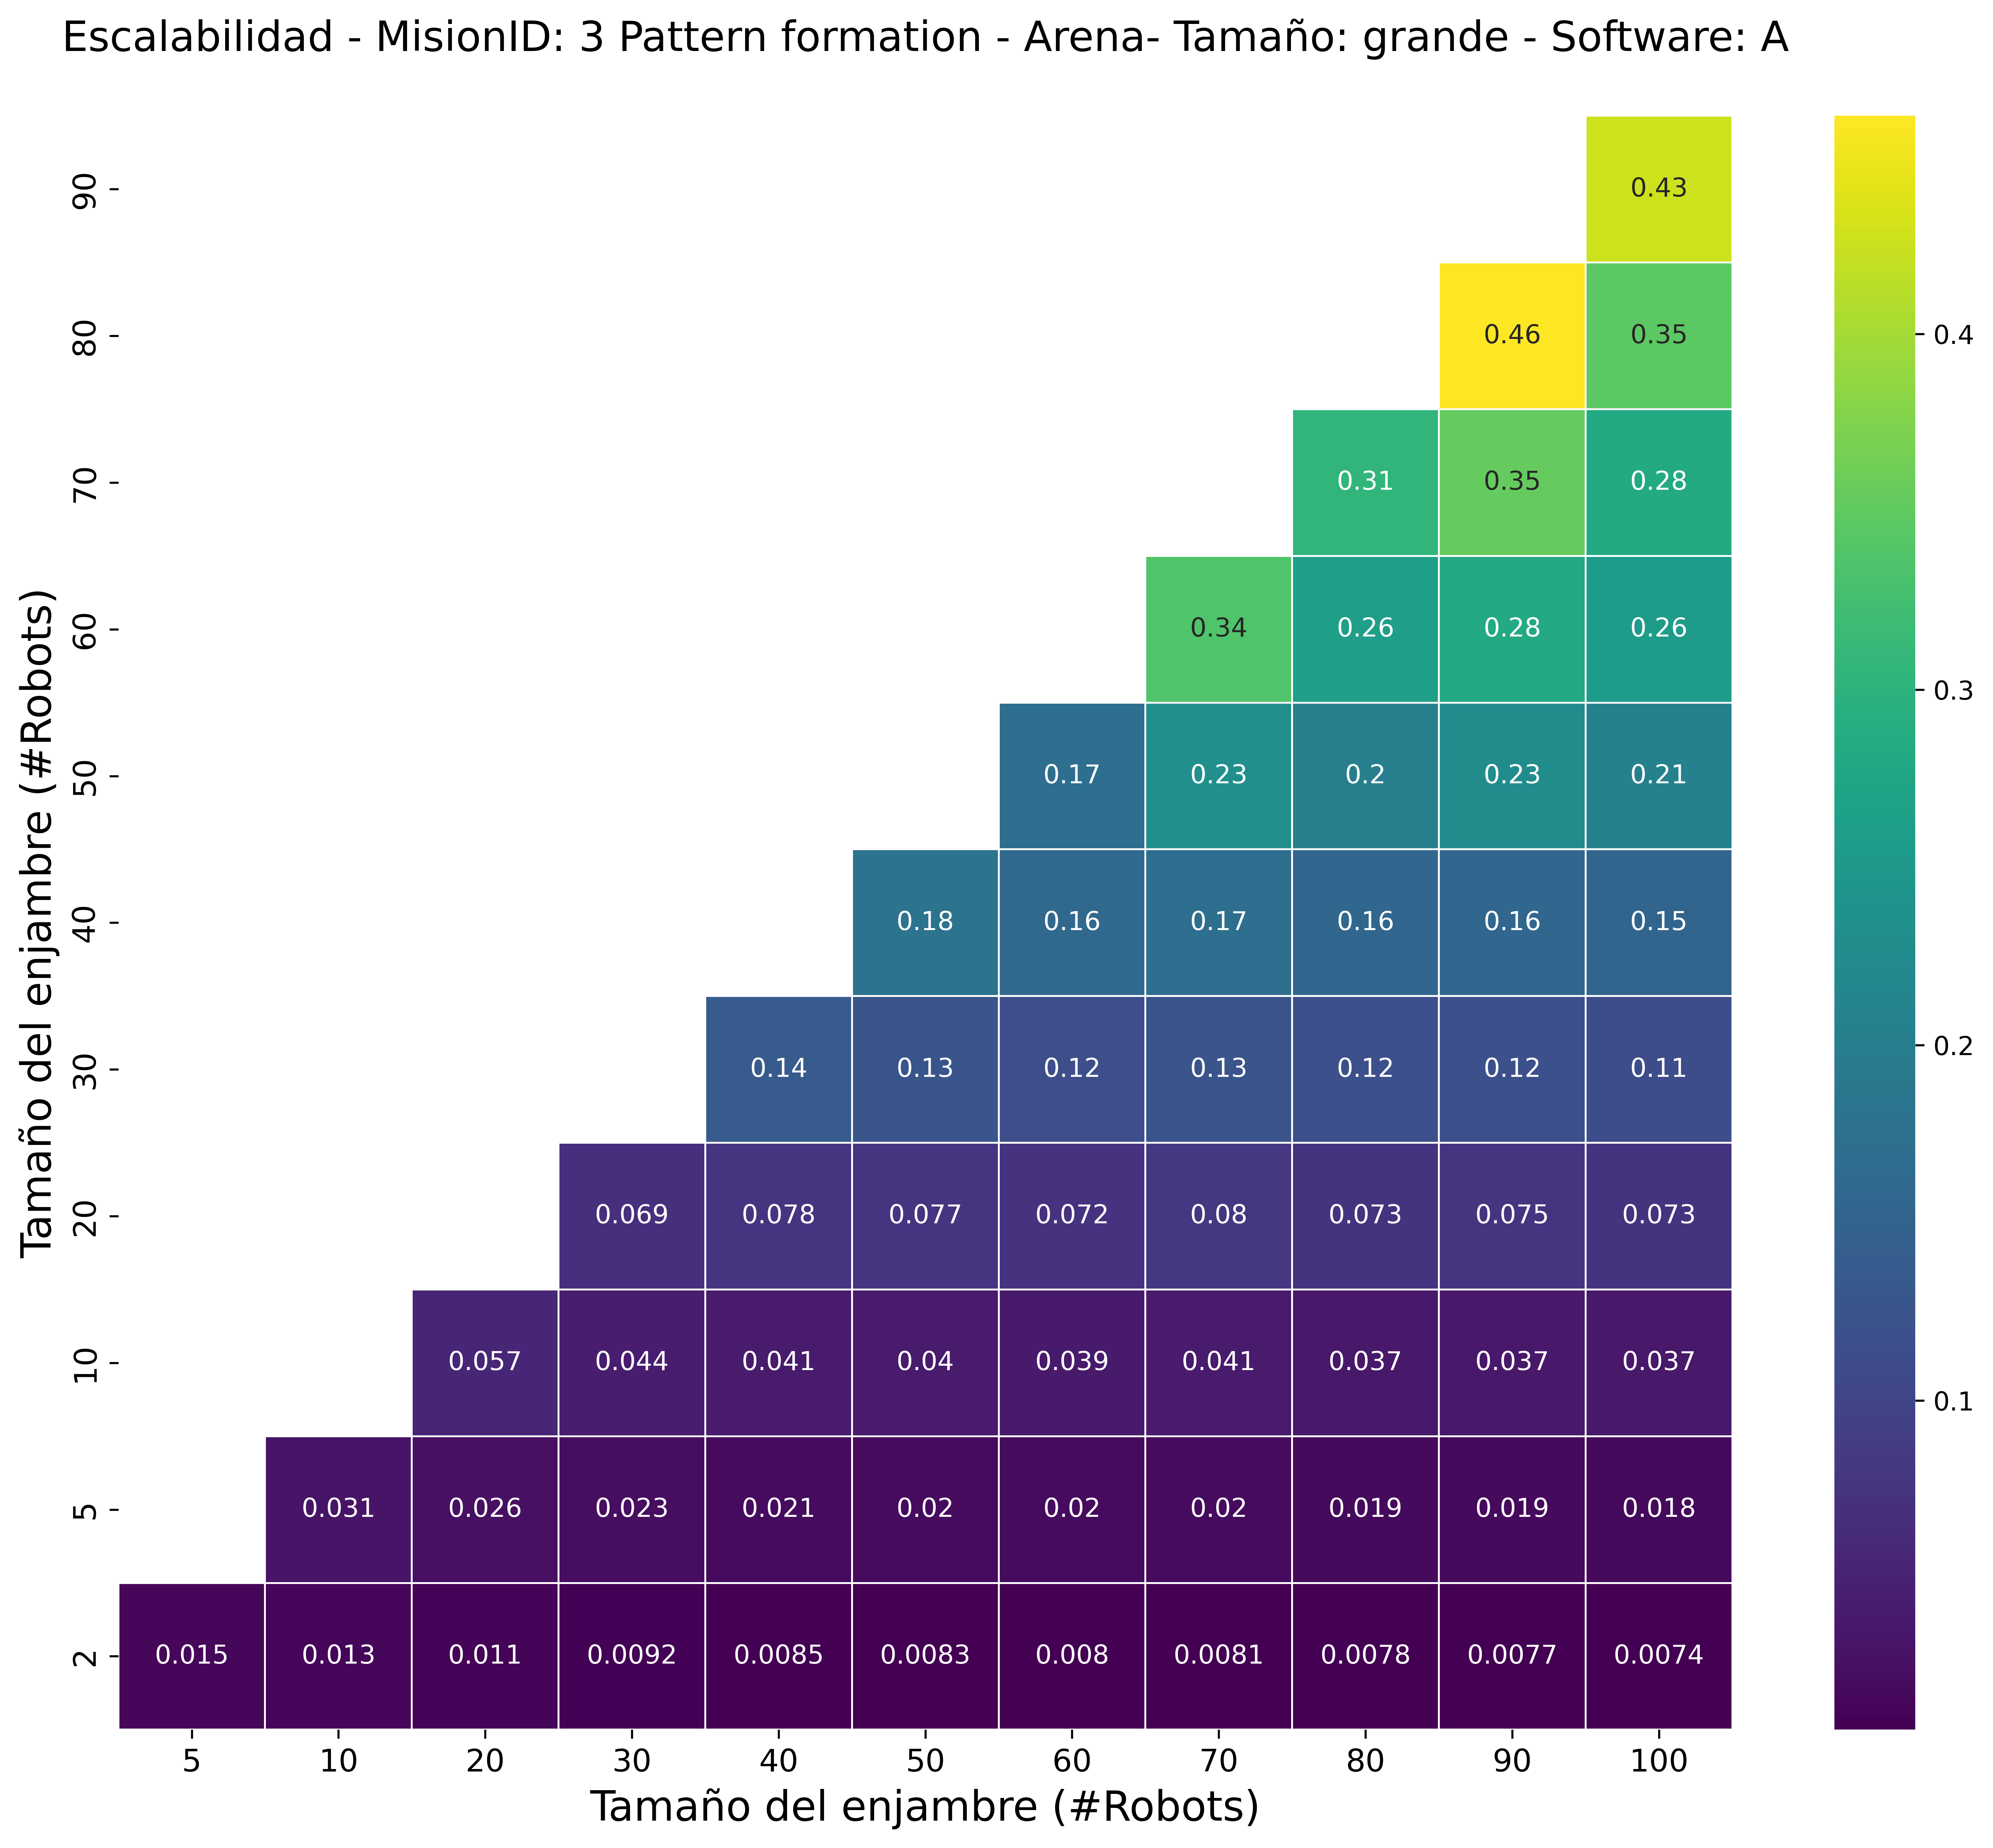 Escalabilidad - MisionID: 3 Pattern formation - Arena- Tamaño: grande - Software: A
90
0.43
80
0.46 0.35
0.4
70
0.31 0.35 0.28
60
0.34 0.26 0.28 0.26
0.3
50
0.17 0.23 0.2 0.23 0.21
40
0.18 0.16 0.17 0.16 0.16 0.15
0.2
30
0.14 0.13 0.12 0.13 0.12 0.12 0.11
20
0.069 0.078 0.077 0.072 0.08 0.073 0.075 0.073
10
0.057 0.044 0.041 0.04 0.039 0.041 0.037 0.037 0.037
0.1
5
0.031 0.026 0.023 0.021 0.02 0.02 0.02 0.019 0.019 0.018
2
0.015 0.013 0.011 0.0092 0.0085 0.0083 0.008 0.0081 0.0078 0.0077 0.0074
5 10 20 30 40 50 60 70 80 90 100
Tamaño del enjambre (#Robots)
Tamaño del enjambre (#Robots)